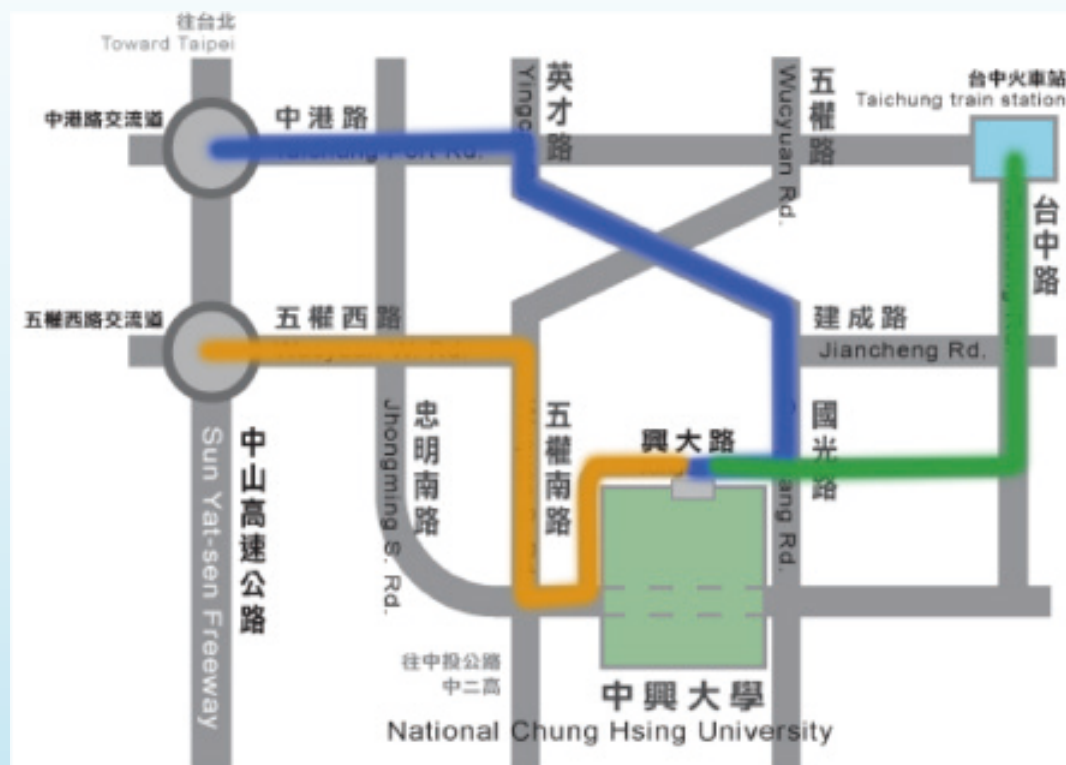 往台北
Toward Taipei
中港路交流道
中港路
Port Rd.
英才路
五權路
Wucyuan Rd.
台中火車站
Taichung train station
台中路
五權西路交流道
五權西路
建成路
Jiancheng Rd.
中山高速公路
Sun Yat-sen Freeway
忠明南路
Jhongming S. Rd.
五權南路
興大路
國光路
Rd.
往中投公路
中二高
中興大學
National Chung Hsing University